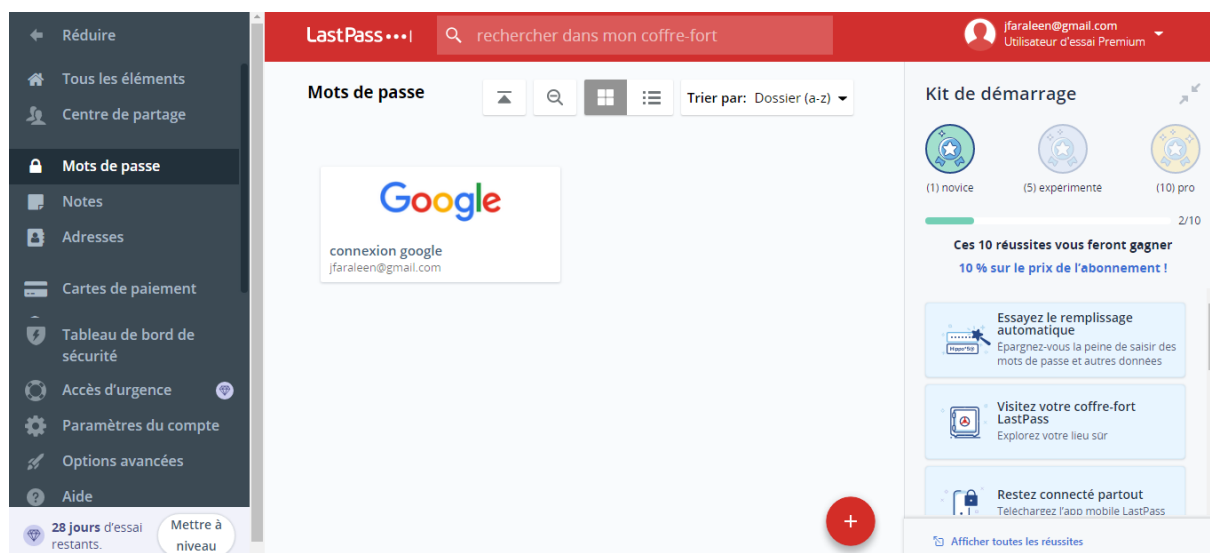 Réduire
Tous les éléments
Centre de partage
Mots de passe
Notes
Adresses
Cartes de paiement
Tableau de bord de
sécurité
Accès d'urgence
Paramètres du compte
Options avancées
Aide
28 jours d'essai
restants.
Mettre à
niveau
LastPass•••|
rechercher dans mon coffre-fort
jfaraleen@gmail.com
Utilisateur d'essai Premium
Mots de passe
Trier par: Dossier (a-z)
Google
connexion google
jfaraleen@gmail.com
+
Kit de démarrage
(1) novice
(5) expérimenté
(10) pro
2/10
Ces 10 réussites vous feront gagner
10 % sur le prix de l'abonnement !
Essayez le remplissage
automatique
Épargnez-vous la peine de saisir des
mots de passe et autres données
Visitez votre coffre-fort
LastPass
Explorez votre lieu sûr
Restez connecté partout
Téléchargez l'app mobile LastPass
Afficher toutes les réussites